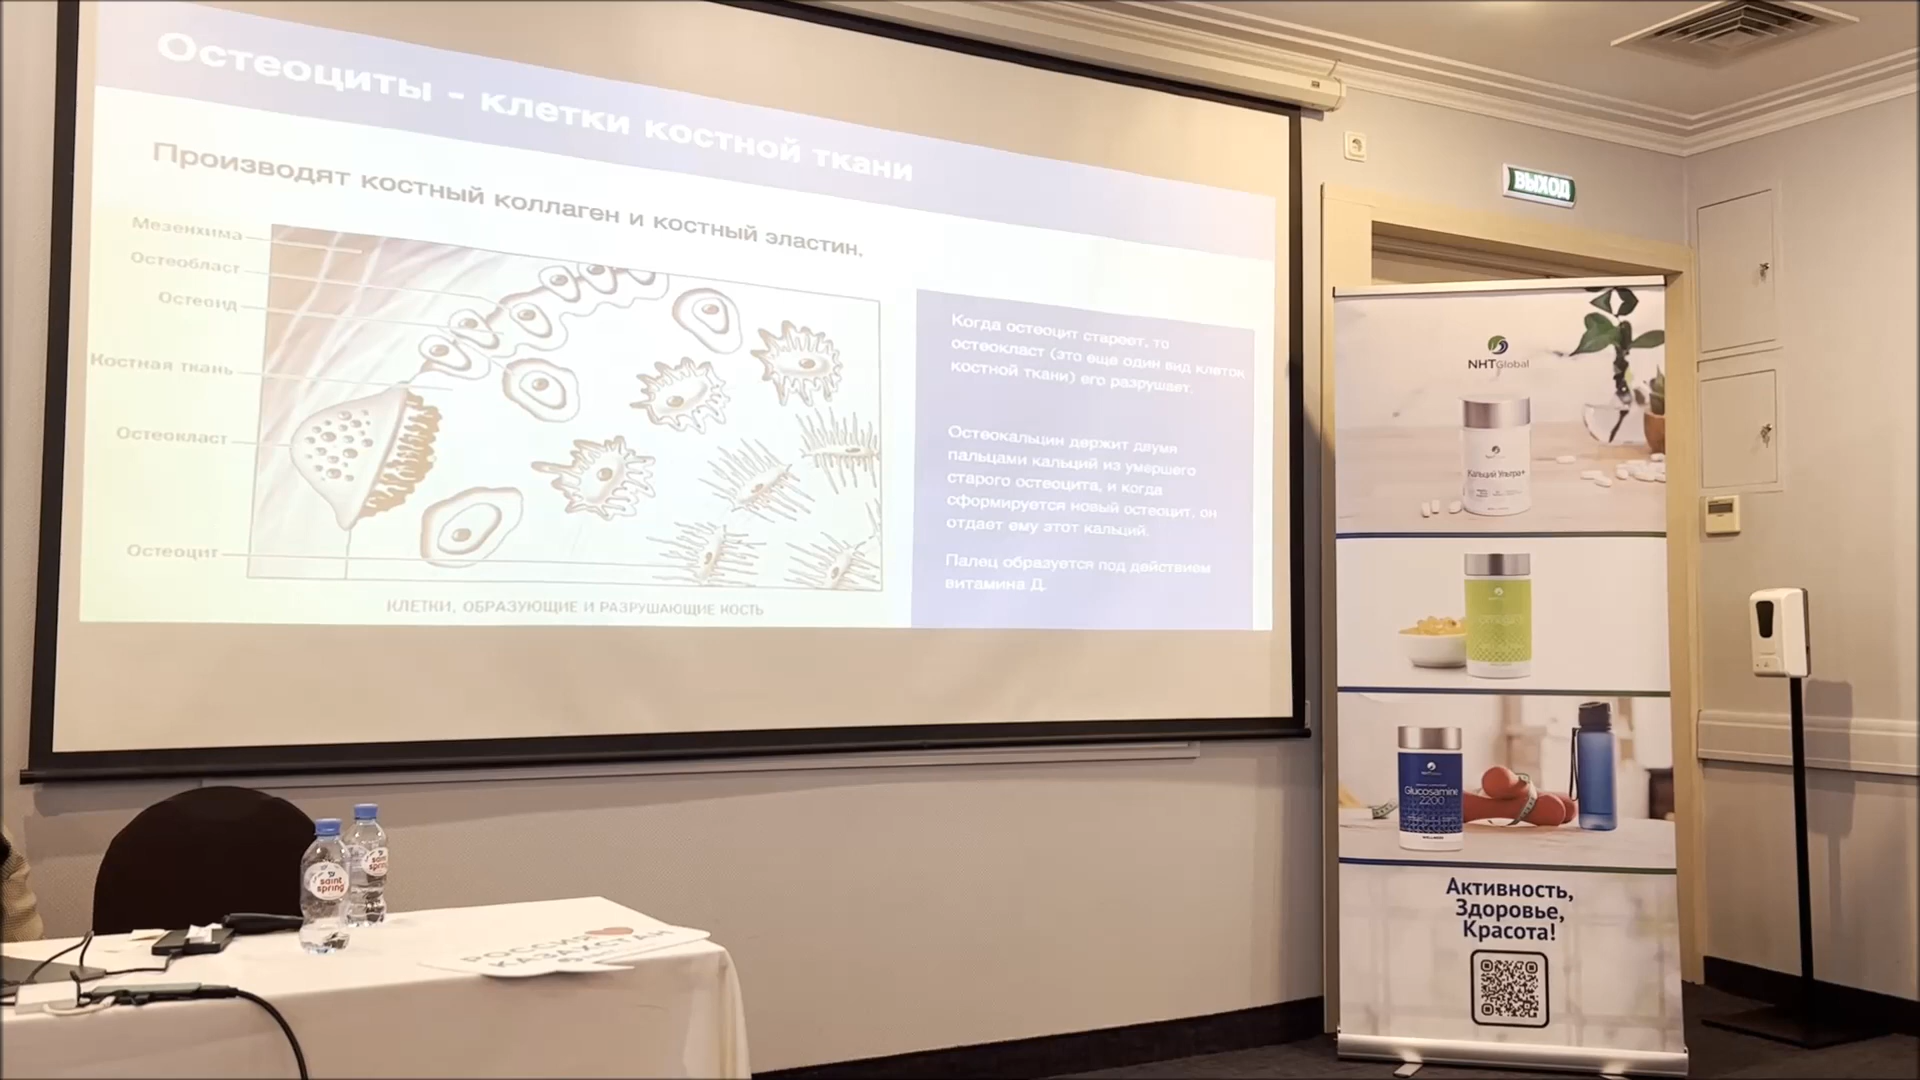 Остеоциты - клетки костной ткани
Производят костный коллаген и костный эластин.
Мезенхима
Остеобласт
Остеоид
Костная ткань
Остеокласт
Остеоцит
КЛЕТКИ, ОБРАЗУЮЩИЕ И РАЗРУШАЮЩИЕ КОСТЬ
Когда остеоцит стареет, то
остеокласт (это еще один вид клеток
костной ткани) его разрушает.
Остеокальцин держит двумя
пальцами кальций из умершего
старого остеоцита, и когда
сформируется новый остеоцит, он
отдает ему этот кальций.
Палец образуется под действием
витамина Д.
ВЫХОД
NHTGlobal
Кальций Ультра+
Glucosamine
2200
Активность,
Здоровье,
Красота!
saint
spring
saint
spring
РОССИЯ
КАЗАХСТАН